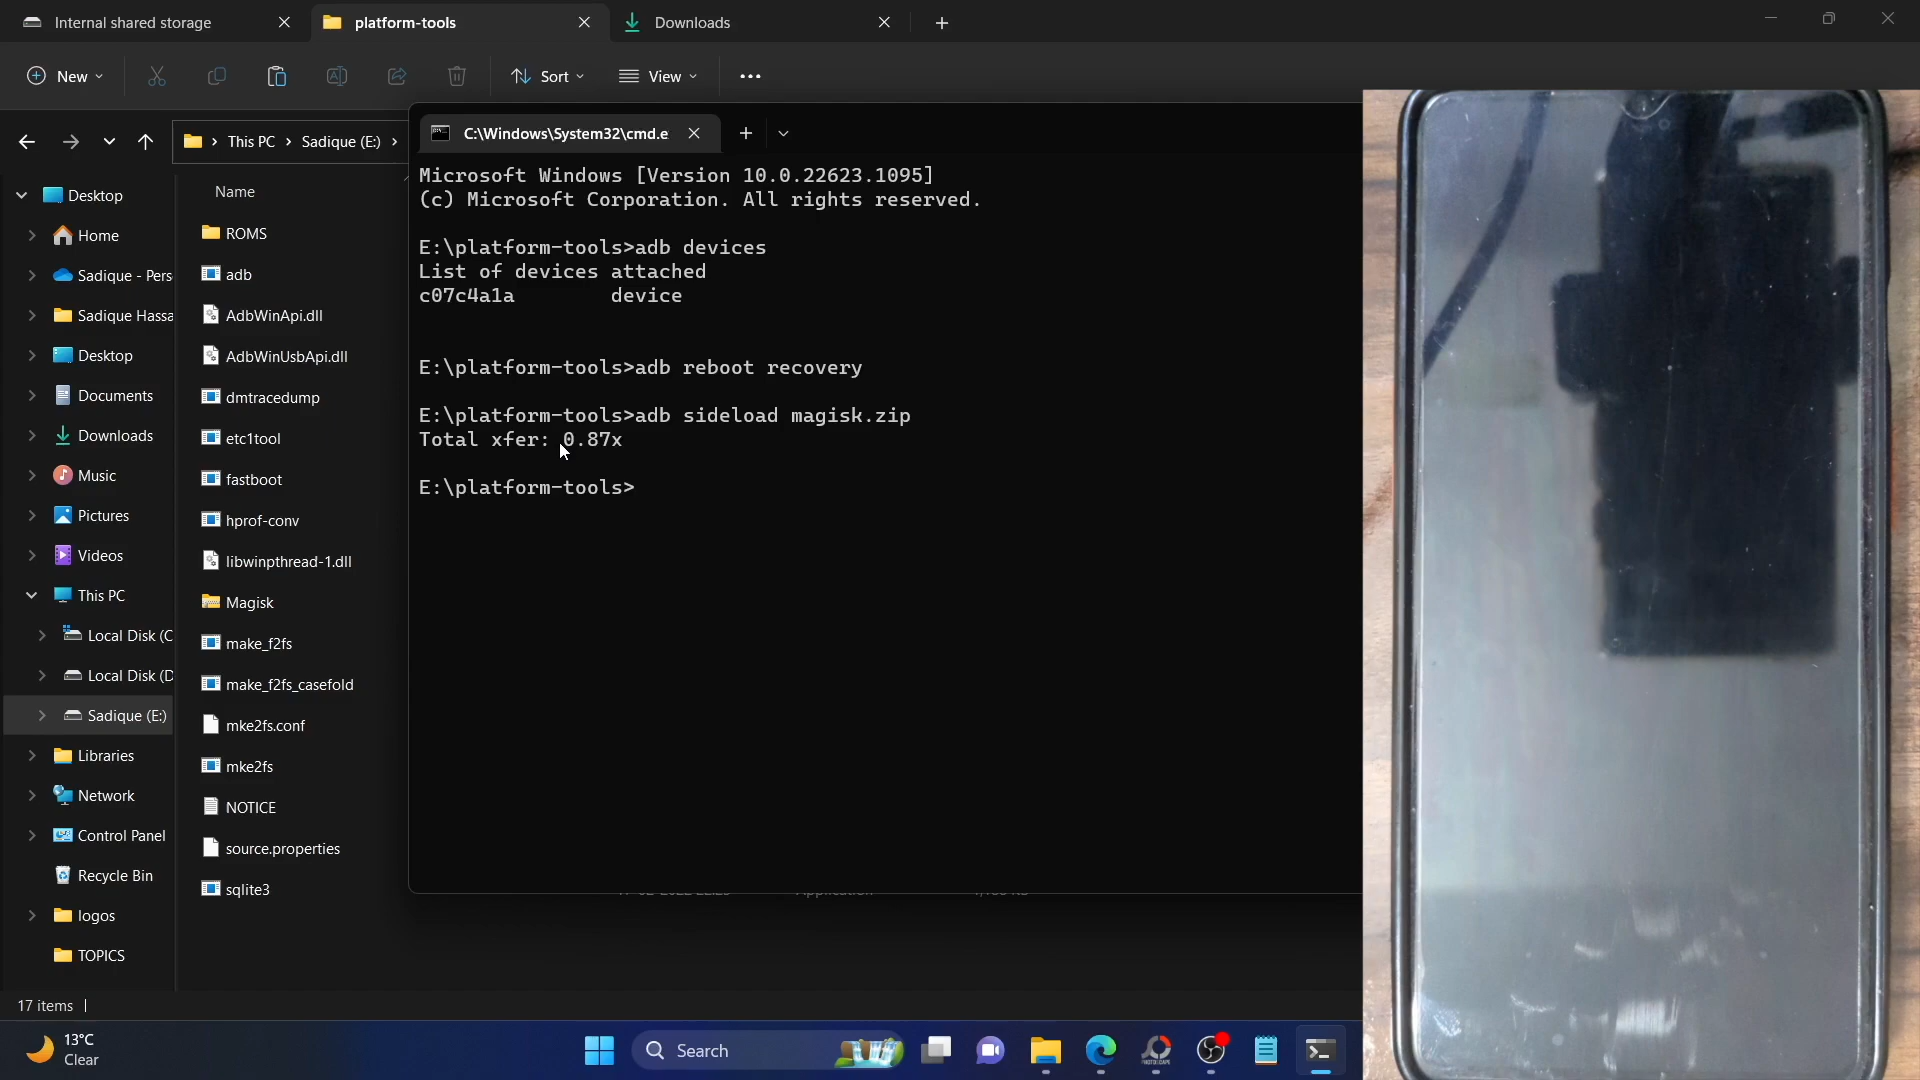 Internal shared storage
platform-tools
Downloads
New
Sort
View
This PC
Sadique (E:)
C:\Windows\System32\cmd.e
Microsoft Windows [Version 10.0.22623.1095]
(c) Microsoft Corporation. All rights reserved.
E:\platform-tools>adb devices
List of devices attached
c07c4a1a        device
E:\platform-tools>adb reboot recovery
E:\platform-tools>adb sideload magisk.zip
Total xfer: 0.87x
E:\platform-tools>
Desktop
Home
Sadique - Pers
Sadique Hassa
Desktop
Documents
Downloads
Music
Pictures
Videos
This PC
Local Disk (C
Local Disk (D
Sadique (E:)
Libraries
Network
Control Panel
Recycle Bin
logos
TOPICS
Name
ROMS
adb
AdbWinApi.dll
AdbWinUsbApi.dll
dmtracedump
etc1tool
fastboot
hprof-conv
libwinpthread-1.dll
Magisk
make_f2fs
make_f2fs_casefold
mke2fs.conf
mke2fs
NOTICE
source.properties
sqlite3
17 items
13°C
Clear
Search